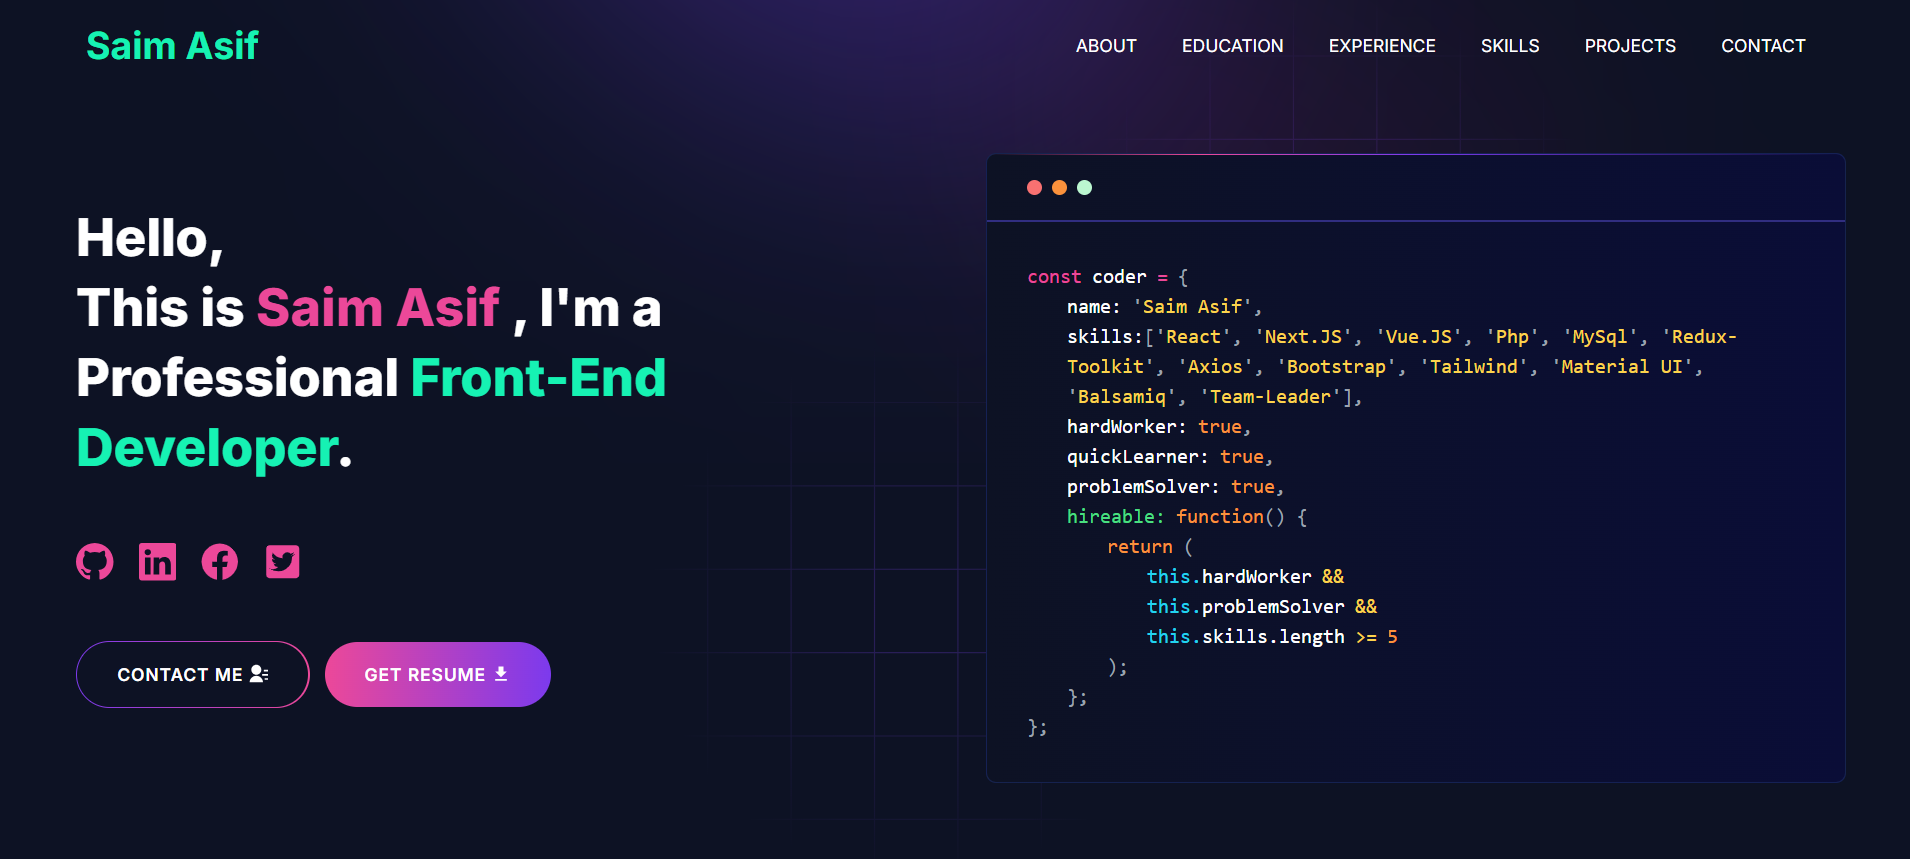 Saim Asif
ABOUT EDUCATION EXPERIENCE SKILLS PROJECTS CONTACT
Hello,
This is Saim Asif , I'm a
Professional Front-End
Developer.
CONTACT ME
GET RESUME
const coder = {
name: 'Saim Asif',
skills:['React', 'Next.JS', 'Vue.JS', 'Php', 'MySql', 'Redux-
Toolkit', 'Axios', 'Bootstrap', 'Tailwind', 'Material UI',
'Balsamiq', 'Team-Leader'],
hardWorker: true,
quickLearner: true,
problemSolver: true,
hireable: function() {
return (
this.hardWorker &&
this.problemSolver &&
this.skills.length >= 5
);
};
};